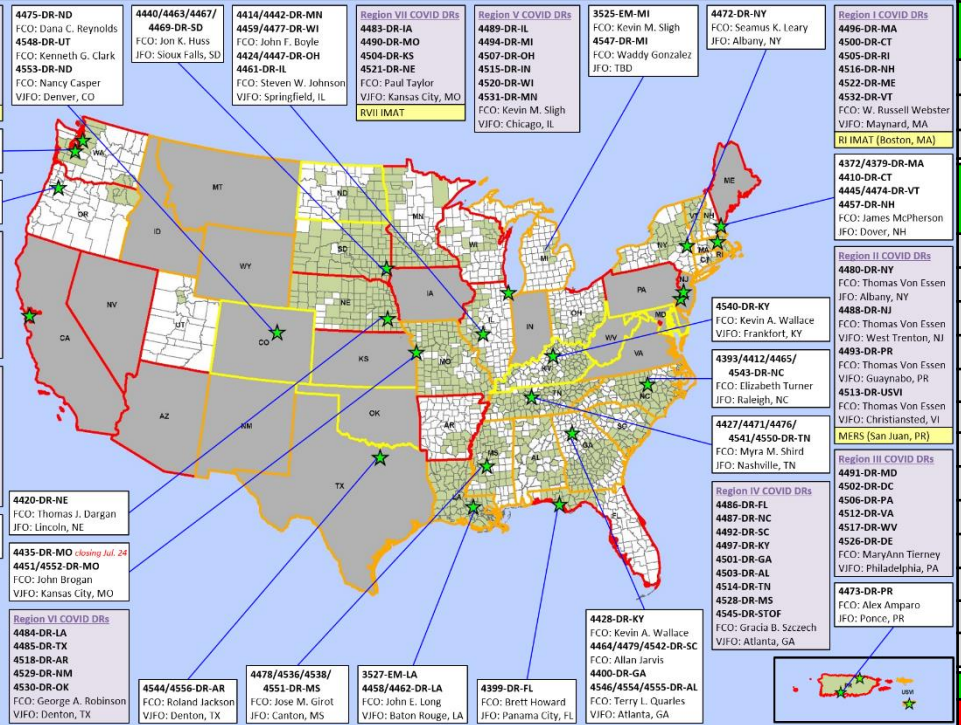 4475-DR-ND
FCO: Dana C. Reynolds
4548-DR-UT
FCO: Kenneth G. Clark
4553-DR-ND
FCO: Nancy Casper
VJFO: Denver, CO
4440/4463/4467/
4469-DR-SD
FCO: Jon K. Huss
JFO: Sioux Falls, SD
4414/4442-DR-MN
4459/4477-DR-WI
FCO: John F. Boyle
4424/4447-DR-OH
4461-DR-IL
FCO: Steven W. Johnson
VJFO: Springfield, IL
Region VII COVID DRs
4483-DR-IA
4490-DR-MO
4504-DR-KS
4521-DR-NE
FCO: Paul Taylor
VJFO: Kansas City, MO
RVII IMAT
Region V COVID DRs
4489-DR-IL
4494-DR-MI
4507-DR-OH
4515-DR-IN
4520-DR-WI
4531-DR-MN
FCO: Kevin M. Sligh
VJFO: Chicago, IL
3525-EM-MI
FCO: Kevin M. Sligh
4547-DR-MI
FCO: Waddy Gonzalez
JFO: TBD
4472-DR-NY
FCO: Seamus K. Leary
JFO: Albany, NY
Region I COVID DRs
4496-DR-MA
4500-DR-CT
4505-DR-RI
4516-DR-NH
4522-DR-ME
4532-DR-VT
FCO: W. Russell Webster
VJFO: Maynard, MA
RI IMAT (Boston, MA)
4372/4379-DR-MA
4410-DR-CT
4445/4474-DR-VT
4457-DR-NH
FCO: James McPherson
JFO: Dover, NH
Region II COVID DRs
4480-DR-NY
FCO: Thomas Von Essen
JFO: Albany, NY
4488-DR-NJ
FCO: Thomas Von Essen
VJFO: West Trenton, NJ
4493-DR-PR
FCO: Thomas Von Essen
VJFO: Guaynabo, PR
4513-DR-USVI
FCO: Thomas Von Essen
VJFO: Christiansted, VI
MERS (San Juan, PR)
WA
OR
MT
ID
WY
NV
CA
UT
CO
AZ
NM
ND
SD
NE
KS
OK
TX
MN
IA
MO
AR
LA
WI
IL
MI
IN
OH
KY
TN
MS
AL
GA
FL
SC
NC
VA
WV
MD
PA
NJ
NY
CT
RI
MA
VT
NH
ME
4540-DR-KY
FCO: Kevin A. Wallace
VJFO: Frankfort, KY
4393/4412/4465/
4543-DR-NC
FCO: Elizabeth Turner
JFO: Raleigh, NC
4427/4471/4476/
4541/4550-DR-TN
FCO: Myra M. Shird
JFO: Nashville, TN
Region III COVID DRs
4491-DR-MD
4502-DR-DC
4506-DR-PA
4512-DR-VA
4517-DR-WV
4526-DR-DE
FCO: MaryAnn Tierney
VJFO: Philadelphia, PA
Region IV COVID DRs
4486-DR-FL
4487-DR-NC
4492-DR-SC
4497-DR-KY
4501-DR-GA
4503-DR-AL
4514-DR-TN
4528-DR-MS
4545-DR-STOF
FCO: Gracia B. Szczech
VJFO: Atlanta, GA
4420-DR-NE
FCO: Thomas J. Dargan
JFO: Lincoln, NE
4435-DR-MO closing Jul. 24
4451/4552-DR-MO
FCO: John Brogan
VJFO: Kansas City, MO
Region VI COVID DRs
4484-DR-LA
4485-DR-TX
4518-DR-AR
4529-DR-NM
4530-DR-OK
FCO: George A. Robinson
VJFO: Denton, TX
4544/4556-DR-AR
FCO: Roland Jackson
VJFO: Denton, TX
4478/4536/4538/
4551-DR-MS
FCO: Jose M. Girot
JFO: Canton, MS
3527-EM-LA
4458/4462-DR-LA
FCO: John E. Long
VJFO: Baton Rouge, LA
4399-DR-FL
FCO: Brett Howard
JFO: Panama City, FL
4428-DR-KY
FCO: Kevin A. Wallace
4464/4479/4542-DR-SC
FCO: Allan Jarvis
4400-DR-GA
4546/4554/4555-DR-AL
FCO: Terry L. Quarles
VJFO: Atlanta, GA
4473-DR-PR
FCO: Alex Amparo
JFO: Ponce, PR
PR
USVI